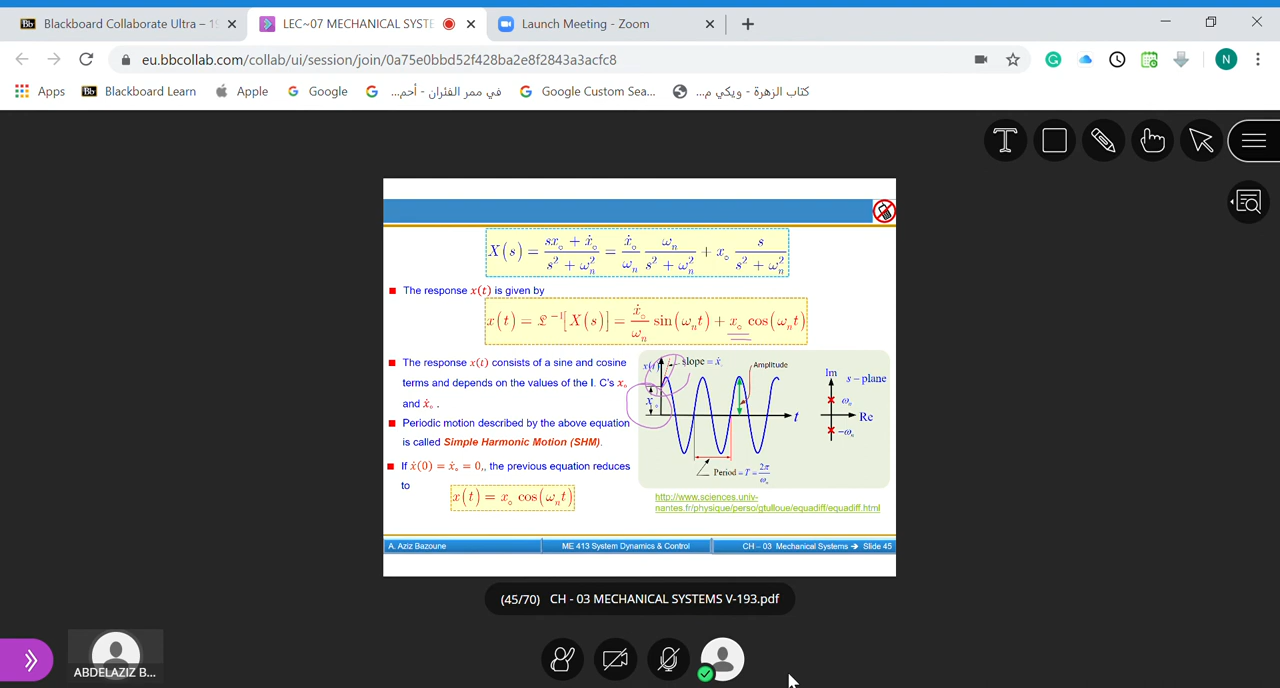 Blackboard Collaborate Ultra – 19
LEC~07 MECHANICAL SYSTE
Launch Meeting - Zoom
eu.bbcollab.com/collab/ui/session/join/0a75e0bbd52f428ba2e8f2843a3acfc8
N
Apps
Bb Blackboard Learn
Apple
Google
في ممر الفئران - أحم...
Google Custom Sea...
كتاب الزهرة - ويكي م...
X(s) = (sx₀ + ẋ₀)/(s² + ωₙ²) = (ẋ₀/ωₙ) ωₙ/(s² + ωₙ²) + x₀ s/(s² + ωₙ²)
The response x(t) is given by
x(t) = 𝔏⁻¹[X(s)] = (ẋ₀/ωₙ) sin(ωₙt) + x₀ cos(ωₙt)
The response x(t) consists of a sine and cosine
terms and depends on the values of the I. C's x₀
and ẋ₀ .
Periodic motion described by the above equation
is called Simple Harmonic Motion (SHM).
If ẋ(0) = ẋ₀ = 0,, the previous equation reduces
to
x(t) = x₀ cos(ωₙt)
x(t)
slope = ẋ
Amplitude
x₀
t
Period = T = 2π/ωₙ
Im
s – plane
ωₙ
Re
–ωₙ
http://www.sciences.univ-
nantes.fr/physique/perso/gtulloue/equadiff/equadiff.html
A. Aziz Bazoune
ME 413 System Dynamics & Control
CH – 03 Mechanical Systems → Slide 45
(45/70) CH - 03 MECHANICAL SYSTEMS V-193.pdf
ABDELAZIZ B...